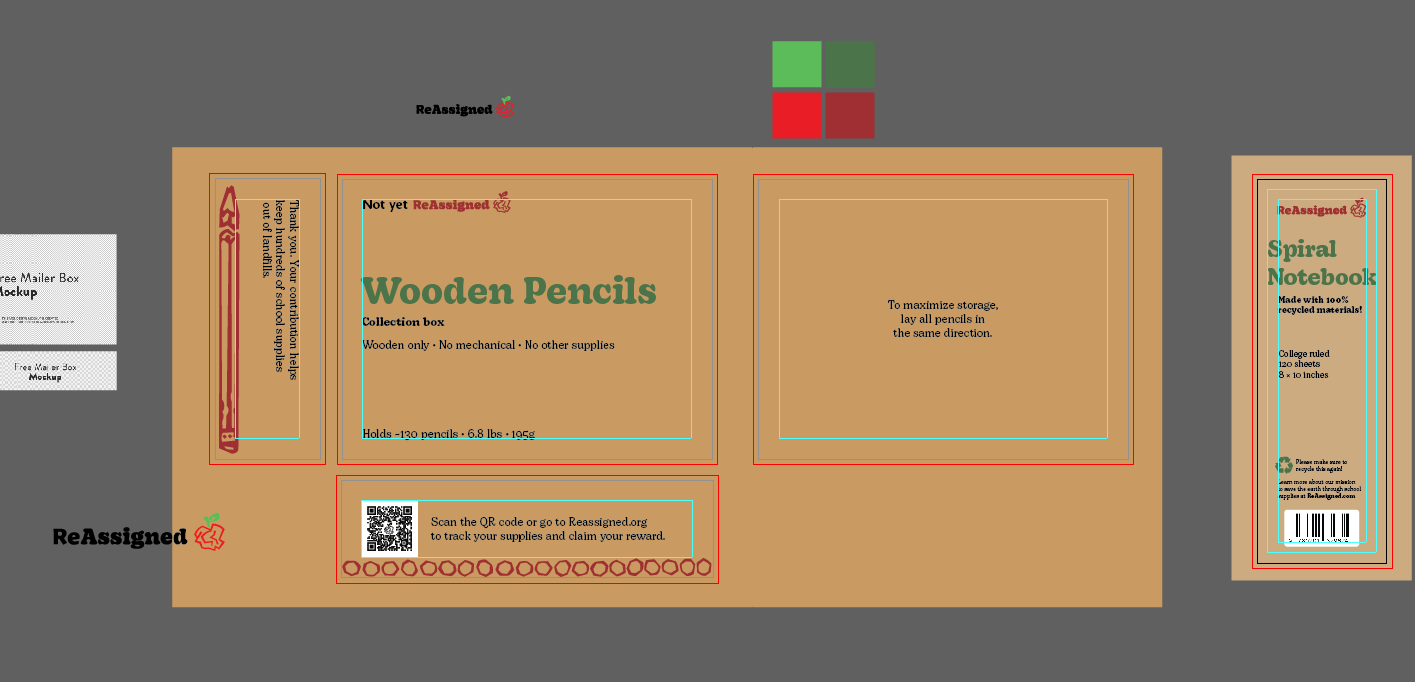 ReAssigned
ree Mailer Box
Mockup
Free Mailer Box
Mockup
Thank you. Your contribution helps
keep hundreds of school supplies
out of landfills.
Not yet ReAssigned
Wooden Pencils
Collection box
Wooden only • No mechanical • No other supplies
Holds ~130 pencils • 6.8 lbs • 195g
To maximize storage,
lay all pencils in
the same direction.
Scan the QR code or go to Reassigned.org
to track your supplies and claim your reward.
ReAssigned
ReAssigned
Spiral
Notebook
Made with 100%
recycled materials!
College ruled
120 sheets
8 × 10 inches
Please make sure to
recycle this again!
Learn more about our mission
to save the earth through school
supplies at ReAssigned.com